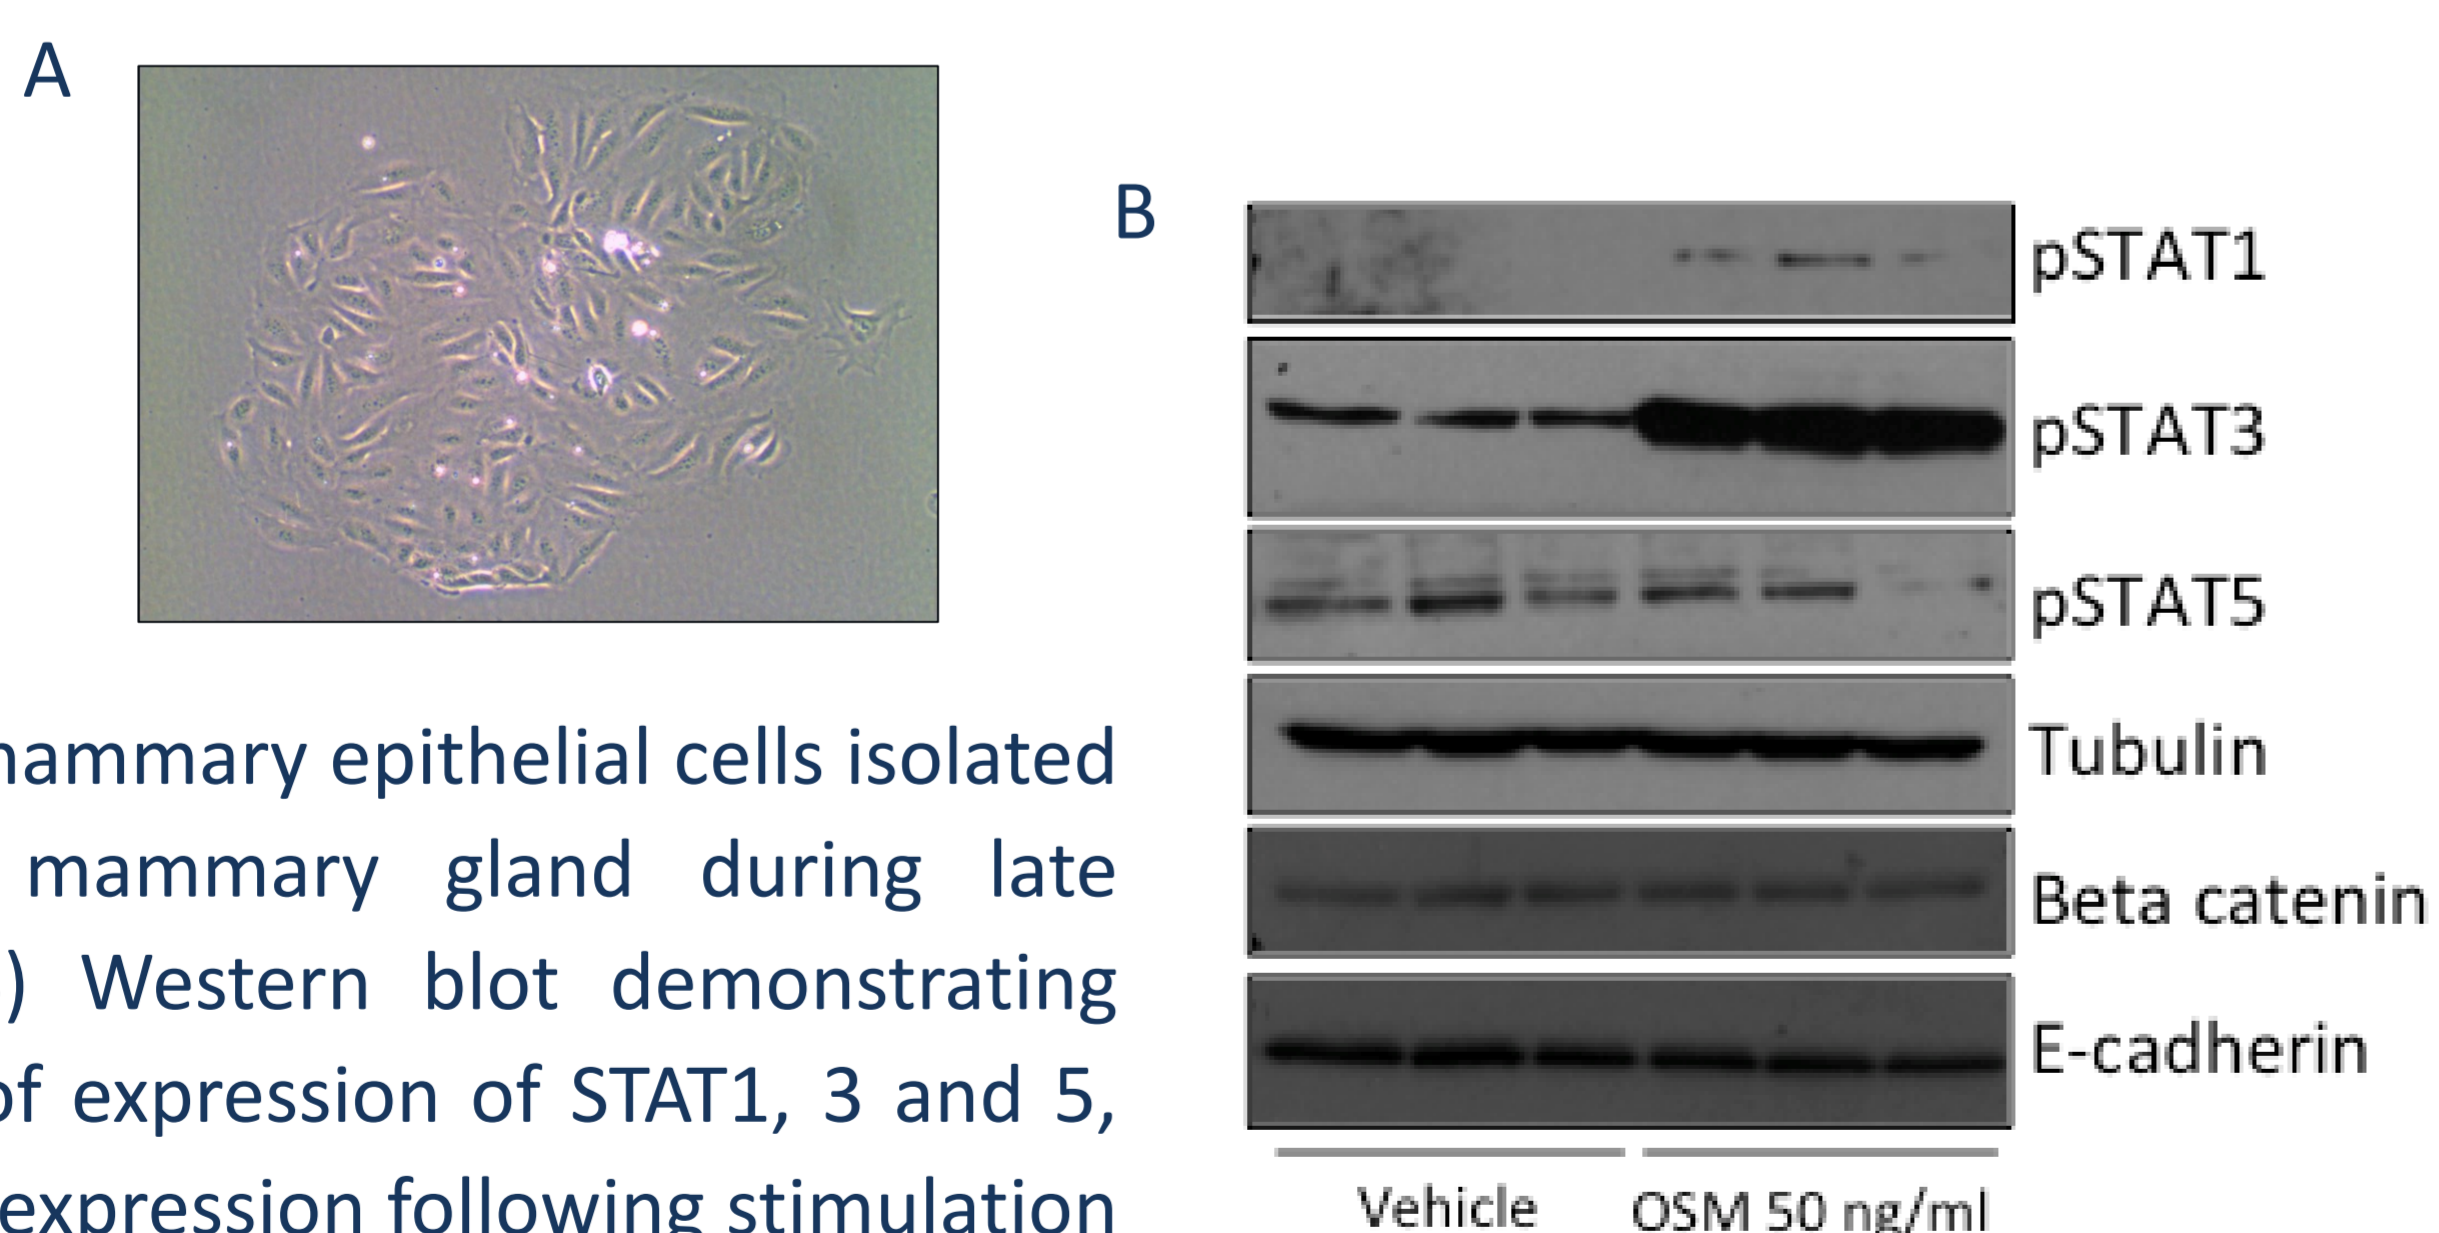 A
B
pSTAT1
pSTAT3
pSTAT5
Tubulin
Beta catenin
E-cadherin
Vehicle OSM 50 ng/ml
epithelial cells isolated
mammary gland during late
) Western blot demonstrating
of expression of STAT1, 3 and 5,
expression following stimulation